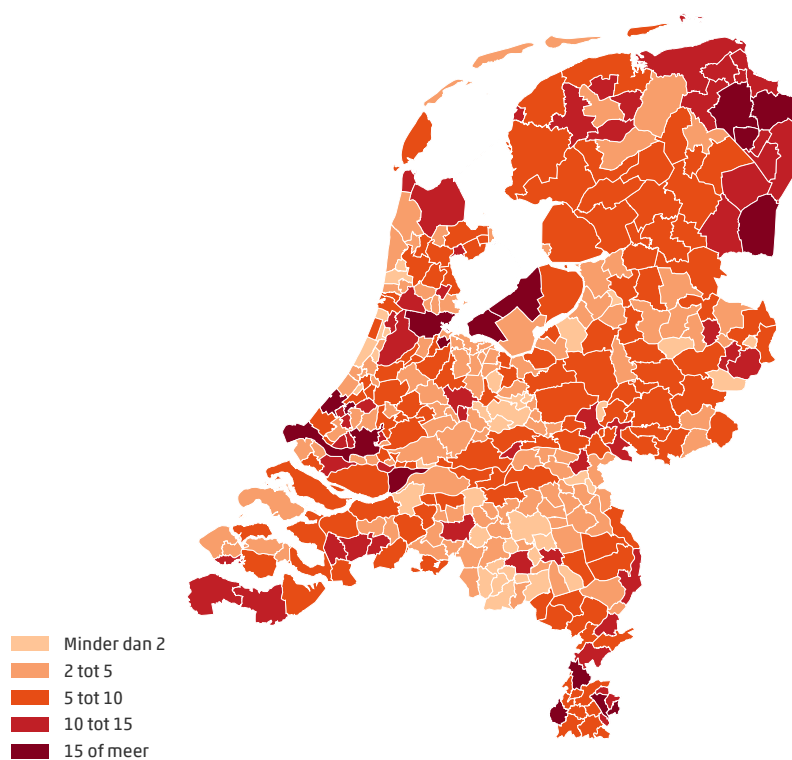 Minder dan 2
2 tot 5
5 tot 10
10 tot 15
15 of meer